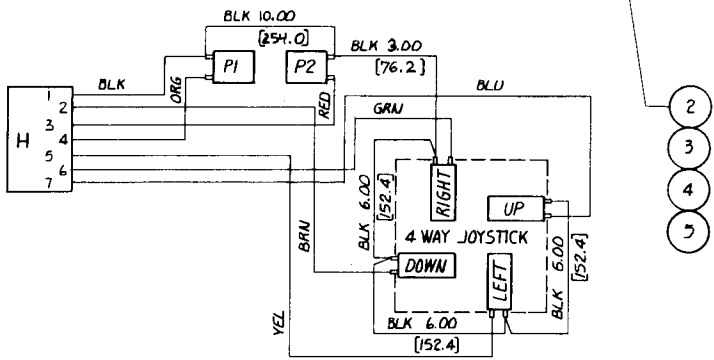 BLK 10.00
[254.0]
P1
P2
BLK 3.00
[76.2]
BLK
ORG
RED
BLU
GRN
H
1
2
3
4
5
6
7
2
3
4
5
BLK 6.00
[152.4]
RIGHT
UP
4 WAY JOYSTICK
DOWN
LEFT
BRN
YEL
BLK 6.00
[152.4]
BLK 6.00
[152.4]